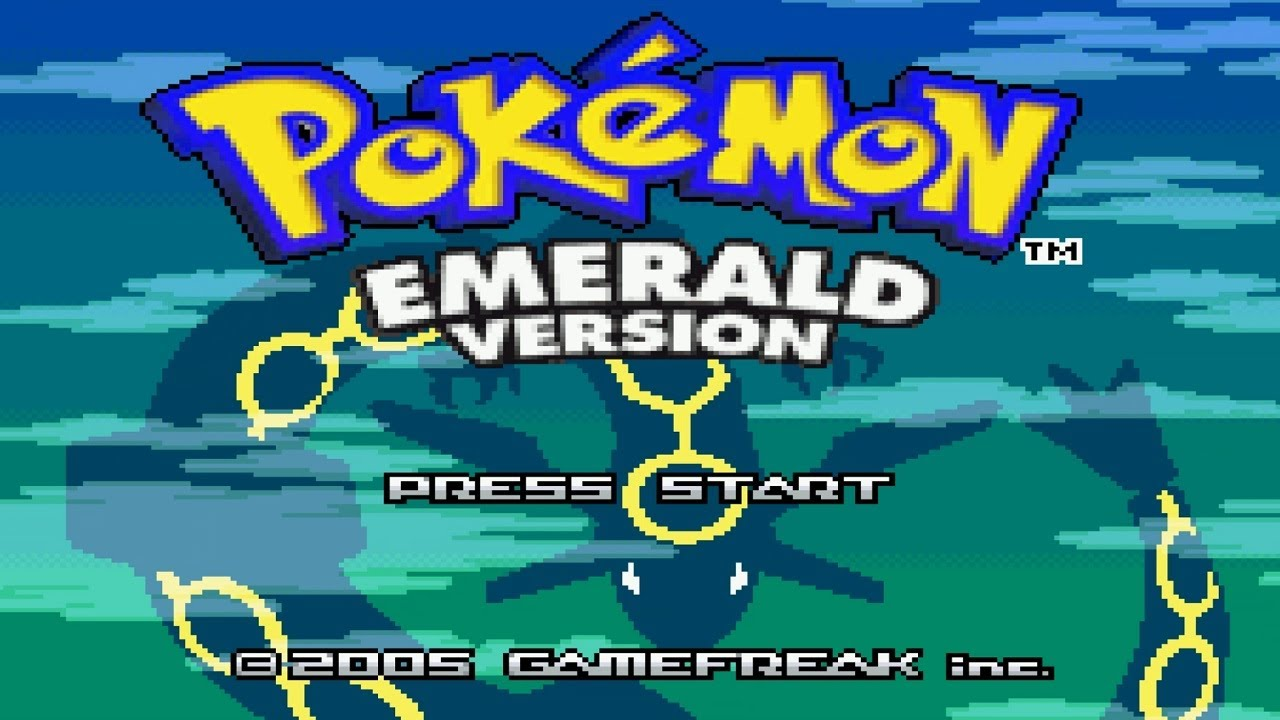 POKéMON
TM
EMERALD
VERSION
PRESS START
©2005 GAMEFREAK inc.